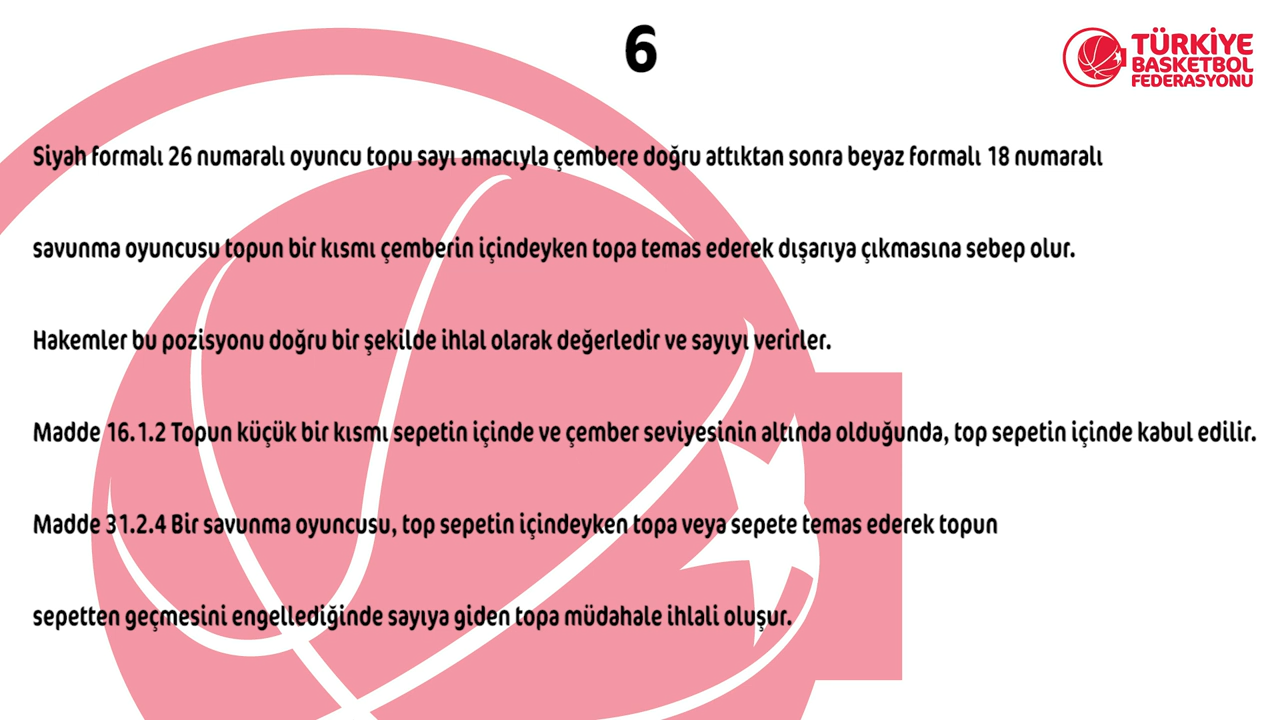 6
TÜRKİYE
BASKETBOL
FEDERASYONU
Siyah formalı 26 numaralı oyuncu topu sayı amacıyla çembere doğru attıktan sonra beyaz formalı 18 numaralı
savunma oyuncusu topun bir kısmı çemberin içindeyken topa temas ederek dışarıya çıkmasına sebep olur.
Hakemler bu pozisyonu doğru bir şekilde ihlal olarak değerledir ve sayıyı verirler.
Madde 16.1.2 Topun küçük bir kısmı sepetin içinde ve çember seviyesinin altında olduğunda, top sepetin içinde kabul edilir.
Madde 31.2.4 Bir savunma oyuncusu, top sepetin içindeyken topa veya sepete temas ederek topun
sepetten geçmesini engellediğinde sayıya giden topa müdahale ihlali oluşur.